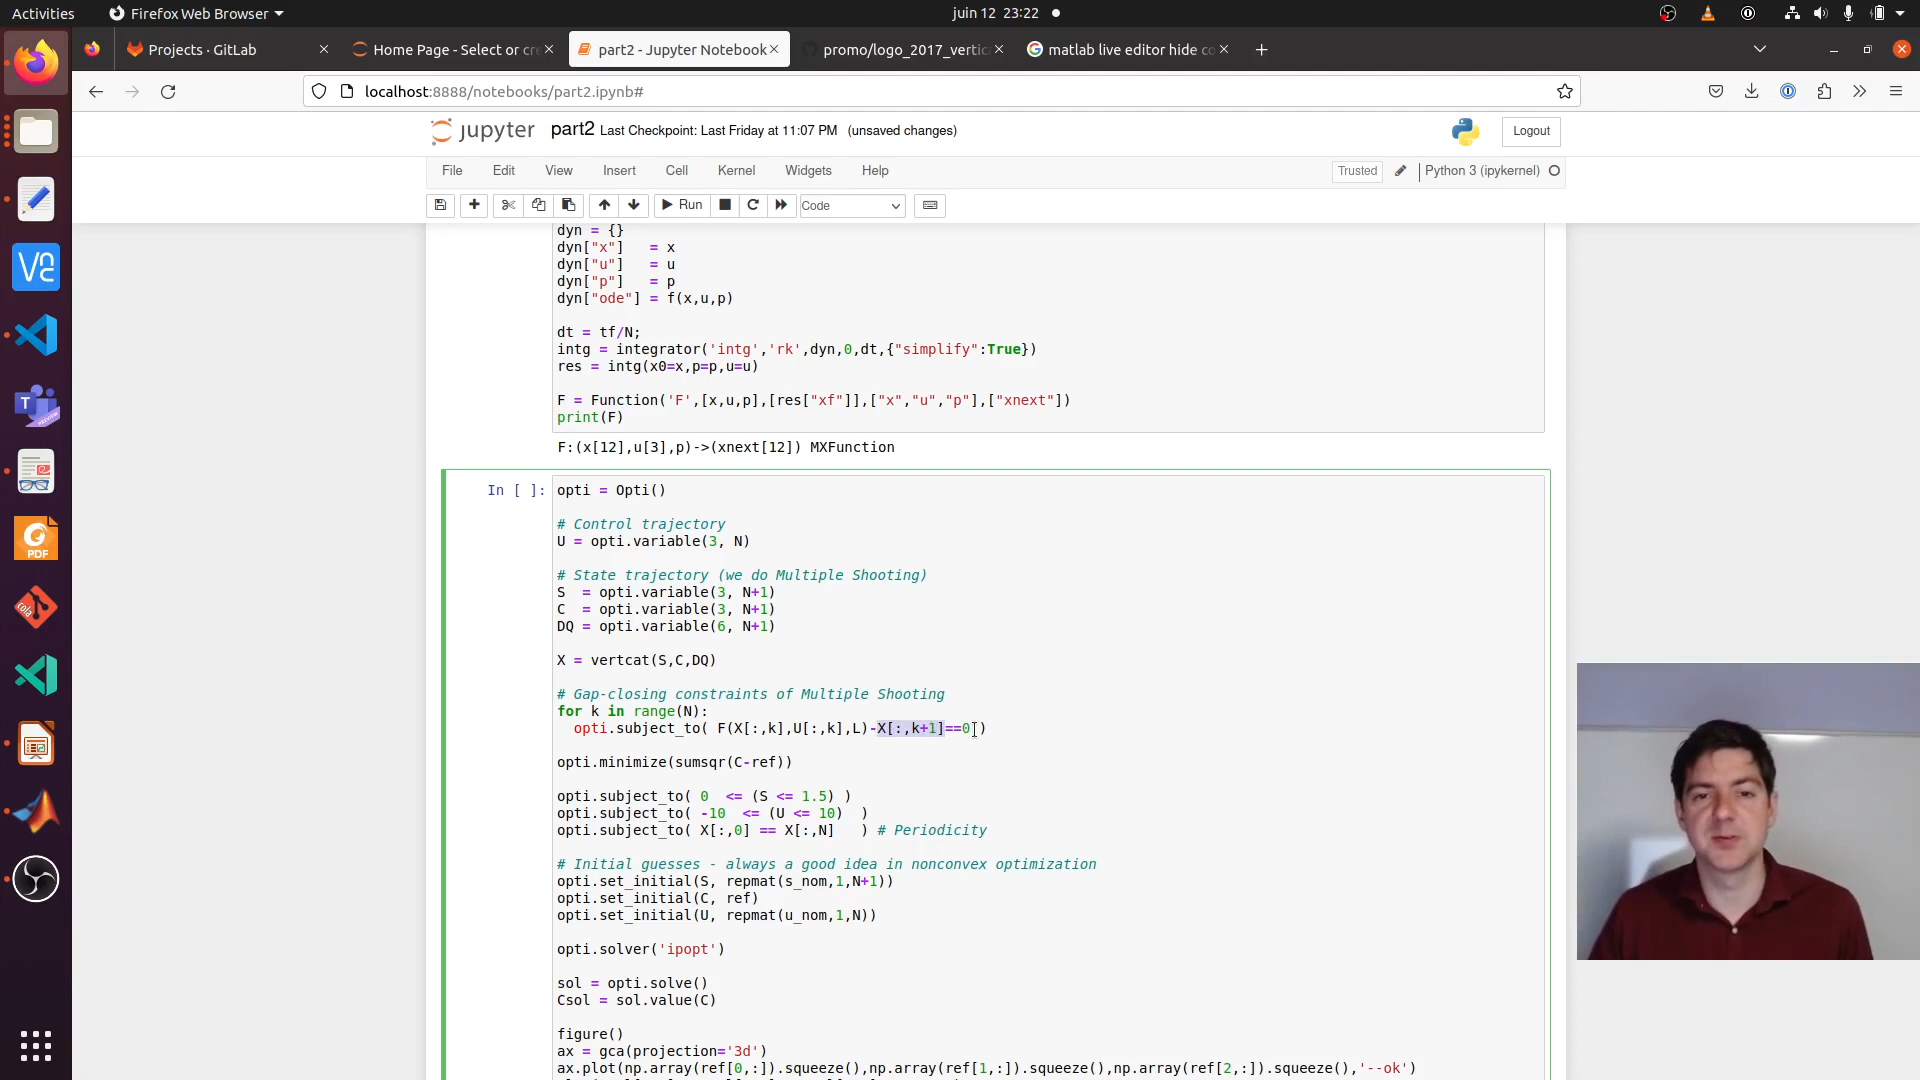 Activities
Firefox Web Browser
juin 12 23:22
Projects · GitLab
Home Page - Select or cre
part2 - Jupyter Notebook
promo/logo_2017_vertic
matlab live editor hide co
localhost:8888/notebooks/part2.ipynb#
jupyter part2 Last Checkpoint: Last Friday at 11:07 PM (unsaved changes)
Logout
File Edit View Insert Cell Kernel Widgets Help
Trusted
Python 3 (ipykernel)
Run
Code
dyn = {}
dyn["x"] = x
dyn["u"] = u
dyn["p"] = p
dyn["ode"] = f(x,u,p)
dt = tf/N;
intg = integrator('intg','rk',dyn,0,dt,{"simplify":True})
res = intg(x0=x,p=p,u=u)
F = Function('F',[x,u,p],[res["xf"]],["x","u","p"],["xnext"])
print(F)
F:(x[12],u[3],p)->(xnext[12]) MXFunction
In [ ]: opti = Opti()
# Control trajectory
U = opti.variable(3, N)
# State trajectory (we do Multiple Shooting)
S = opti.variable(3, N+1)
C = opti.variable(3, N+1)
DQ = opti.variable(6, N+1)
X = vertcat(S,C,DQ)
# Gap-closing constraints of Multiple Shooting
for k in range(N):
opti.subject_to( F(X[:,k],U[:,k],L)-X[:,k+1]==0 )
opti.minimize(sumsqr(C-ref))
opti.subject_to( 0 <= (S <= 1.5) )
opti.subject_to( -10 <= (U <= 10) )
opti.subject_to( X[:,0] == X[:,N] ) # Periodicity
# Initial guesses - always a good idea in nonconvex optimization
opti.set_initial(S, repmat(s_nom,1,N+1))
opti.set_initial(C, ref)
opti.set_initial(U, repmat(u_nom,1,N))
opti.solver('ipopt')
sol = opti.solve()
Csol = sol.value(C)
figure()
ax = gca(projection='3d')
ax.plot(np.array(ref[0,:]).squeeze(),np.array(ref[1,:]).squeeze(),np.array(ref[2,:]).squeeze(),'--ok')
V2
T
PDF
cola